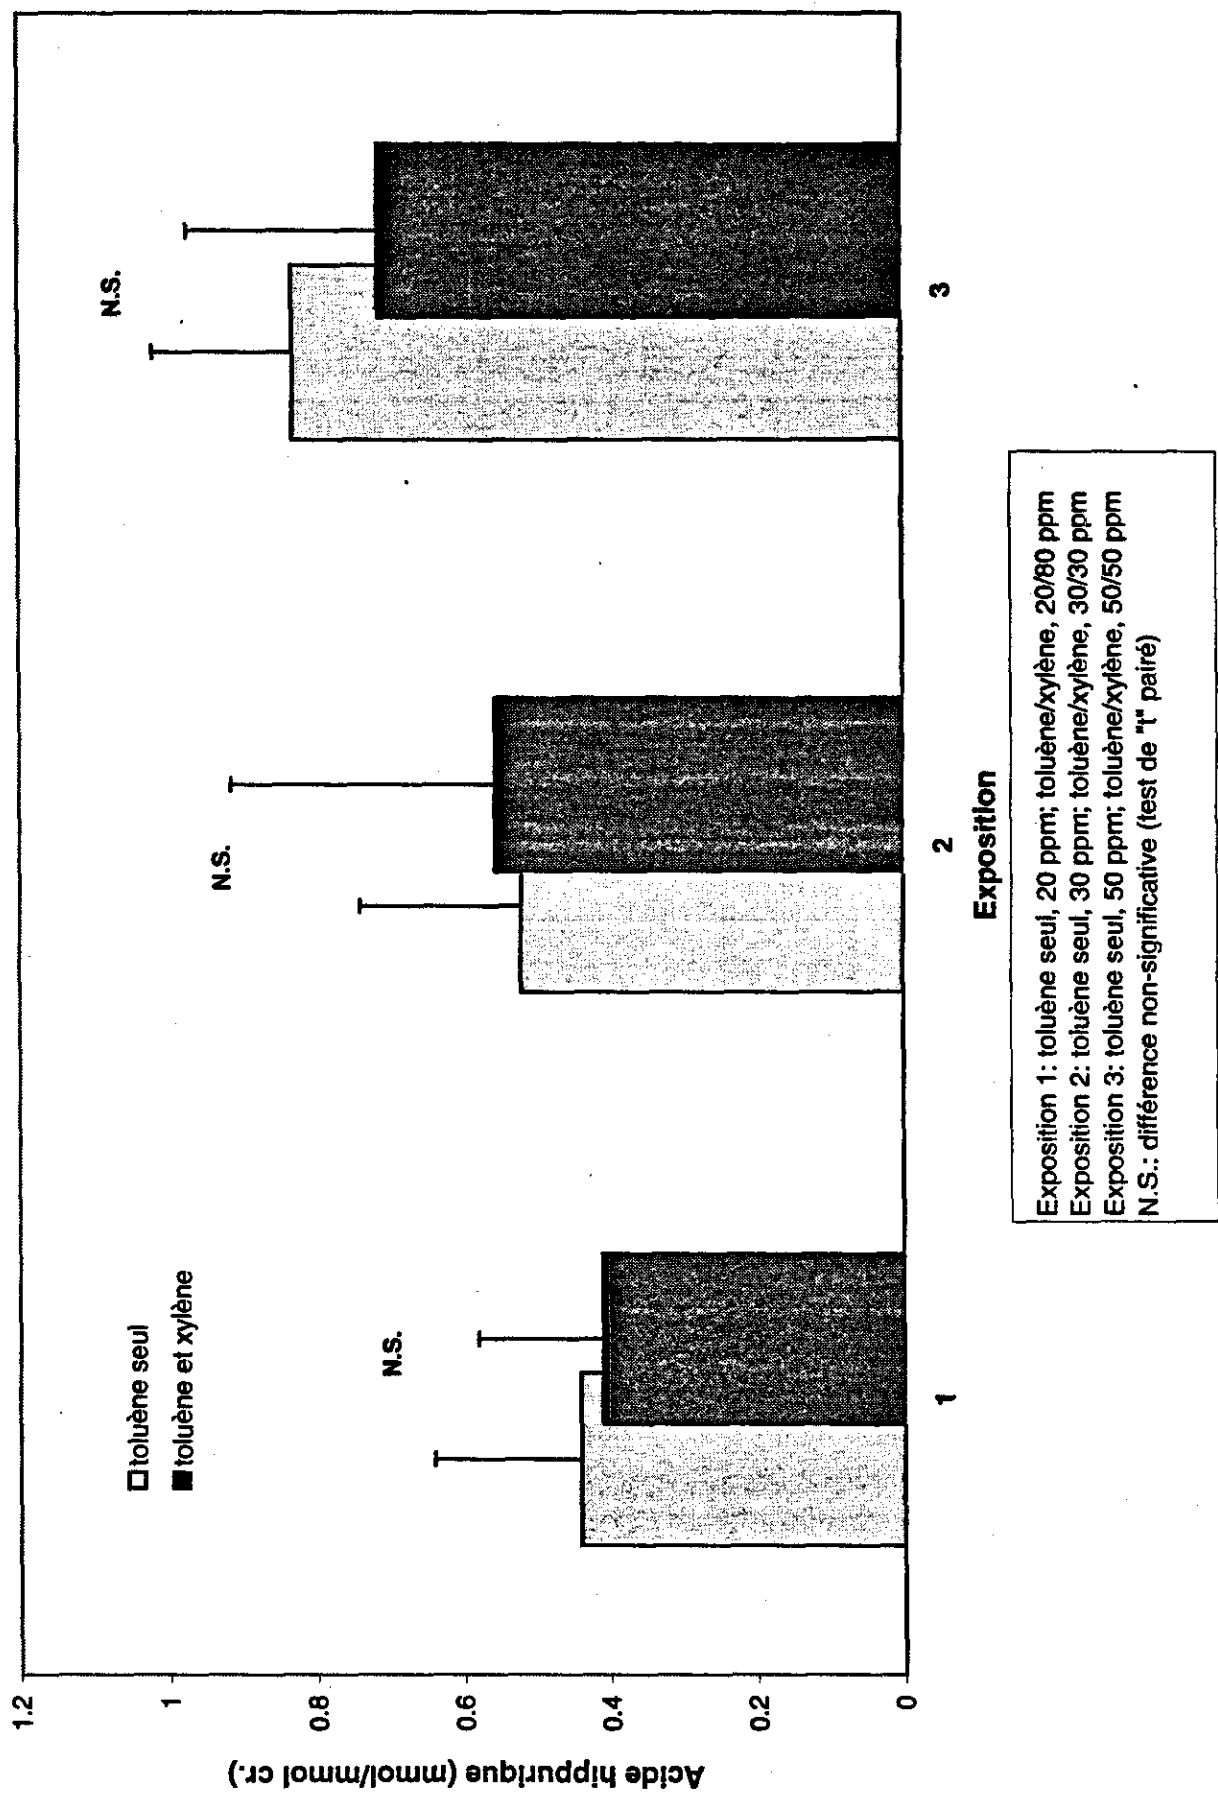 Acide hippurique (mmol/mmol cr.)
1.2
1
0.8
0.6
0.4
0.2
0
toluène seul
toluène et xylène
N.S.
N.S.
N.S.
1
2
3
Exposition
Exposition 1: toluène seul, 20 ppm; toluène/xylène, 20/80 ppm
Exposition 2: toluène seul, 30 ppm; toluène/xylène, 30/30 ppm
Exposition 3: toluène seul, 50 ppm; toluène/xylène, 50/50 ppm
N.S.: différence non-significative (test de "t" pairé)